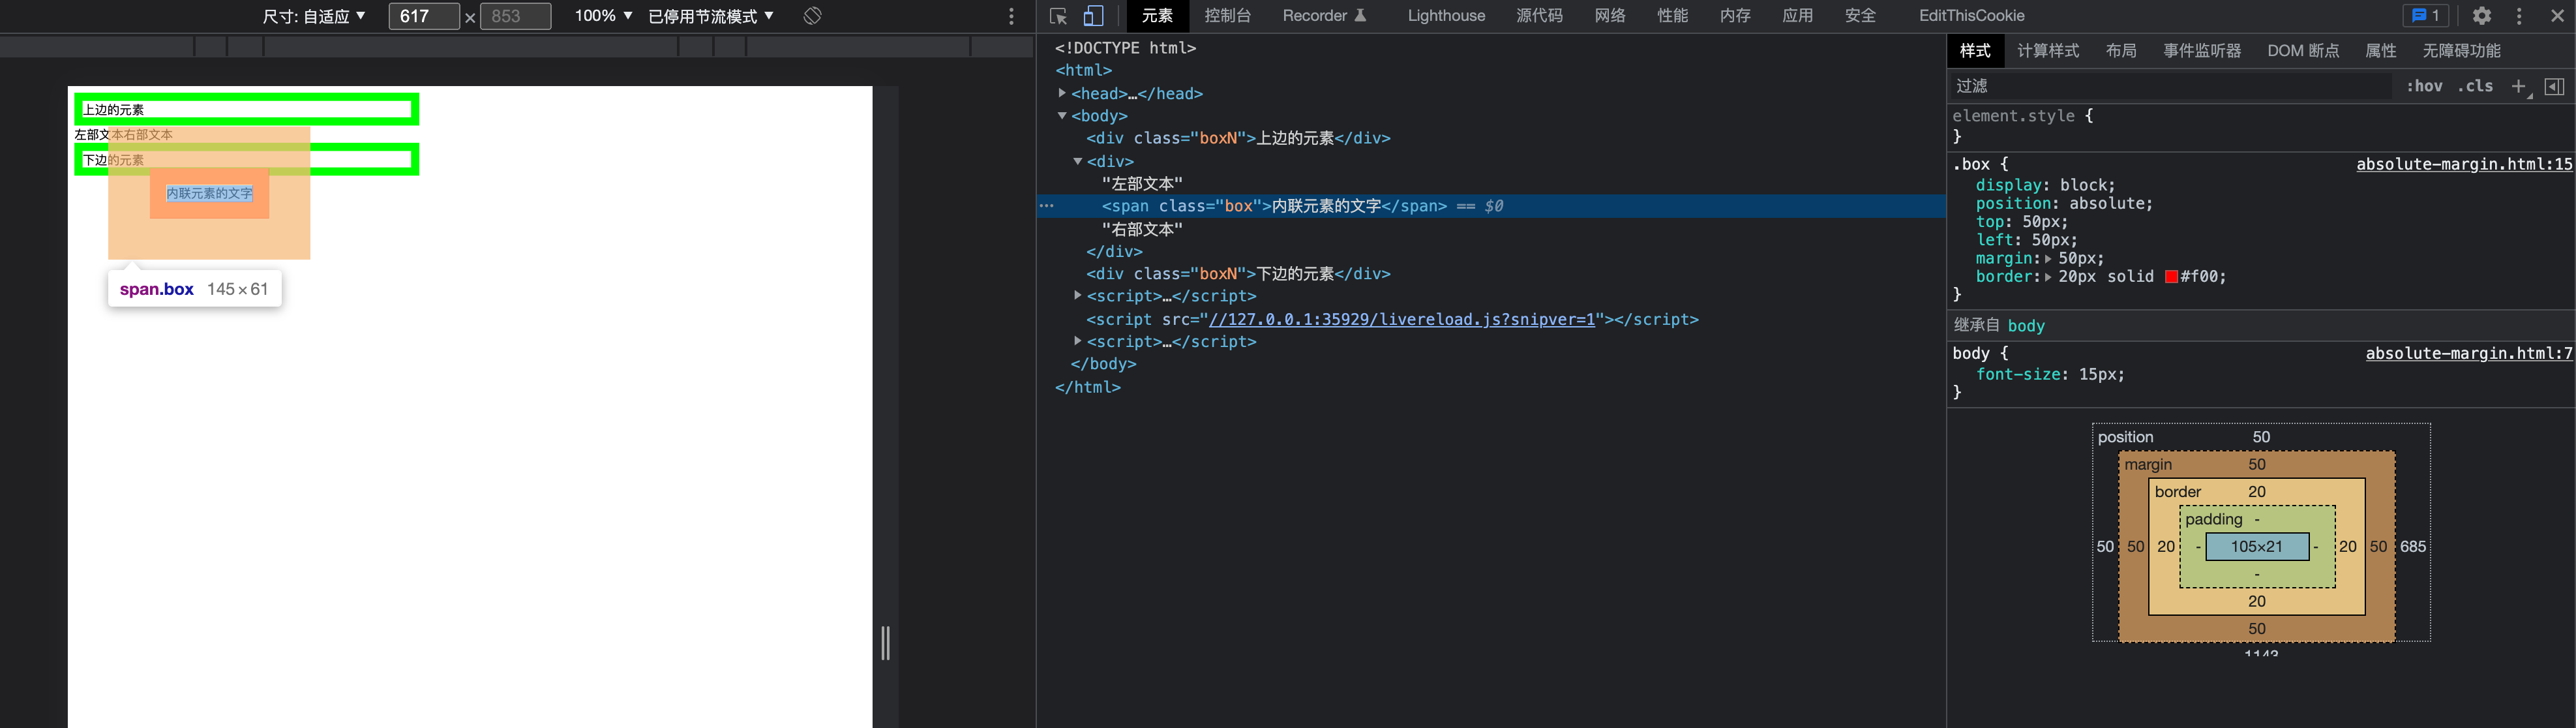 尺寸: 自适应 ▼ 617 × 853 100% ▼ 已停用节流模式 ▼
上边的元素
左部文本右部文本
下边的元素
内联元素的文字
span.box 145 × 61
元素 控制台 Recorder Lighthouse 源代码 网络 性能 内存 应用 安全 EditThisCookie 1
<!DOCTYPE html>
<html>
<head>…</head>
<body>
<div class="boxN">上边的元素</div>
<div>
"左部文本"
<span class="box">内联元素的文字</span> == $0
"右部文本"
</div>
<div class="boxN">下边的元素</div>
<script>…</script>
<script src="//127.0.0.1:35929/livereload.js?snipver=1"></script>
<script>…</script>
</body>
</html>
样式 计算样式 布局 事件监听器 DOM 断点 属性 无障碍功能
过滤 :hov .cls
element.style {
}
.box { absolute-margin.html:15
display: block;
position: absolute;
top: 50px;
left: 50px;
margin: 50px;
border: 20px solid #f00;
}
继承自 body
body { absolute-margin.html:7
font-size: 15px;
}
position 50
margin 50
border 20
padding -
50 50 20 - 105×21 - 20 50 685
-
20
50
1143